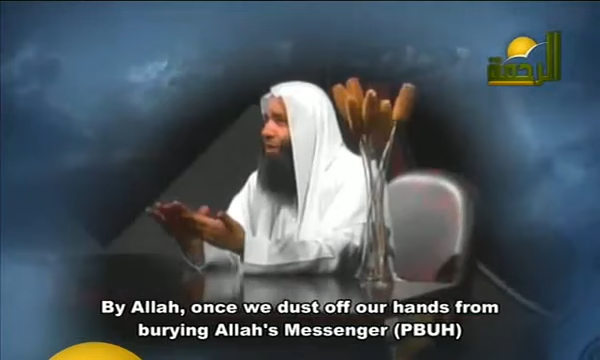 الرحمة
By Allah, once we dust off our hands from
burying Allah's Messenger (PBUH)